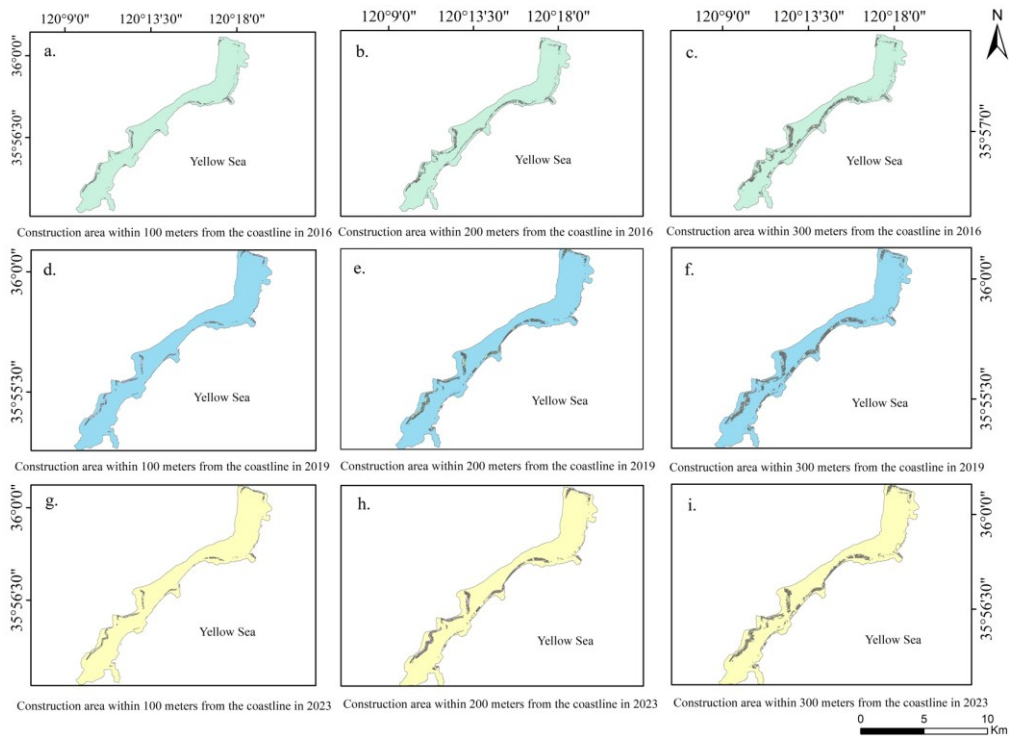 120°9'0" 120°13'30" 120°18'0" 120°9'0" 120°13'30" 120°18'0" 120°9'0" 120°13'30" 120°18'0"
N
36°0'0"
35°56'30"
a.
Yellow Sea
b.
Yellow Sea
c.
Yellow Sea
35°57'0"
Construction area within 100 meters from the coastline in 2016
Construction area within 200 meters from the coastline in 2016
Construction area within 300 meters from the coastline in 2016
36°0'0"
35°55'30"
d.
Yellow Sea
e.
Yellow Sea
f.
Yellow Sea
36°0'0"
35°55'30"
Construction area within 100 meters from the coastline in 2019
Construction area within 200 meters from the coastline in 2019
Construction area within 300 meters from the coastline in 2019
36°0'0"
35°56'30"
g.
Yellow Sea
h.
Yellow Sea
i.
Yellow Sea
36°0'0"
35°56'30"
Construction area within 100 meters from the coastline in 2023
Construction area within 200 meters from the coastline in 2023
Construction area within 300 meters from the coastline in 2023
0 5 10
Km